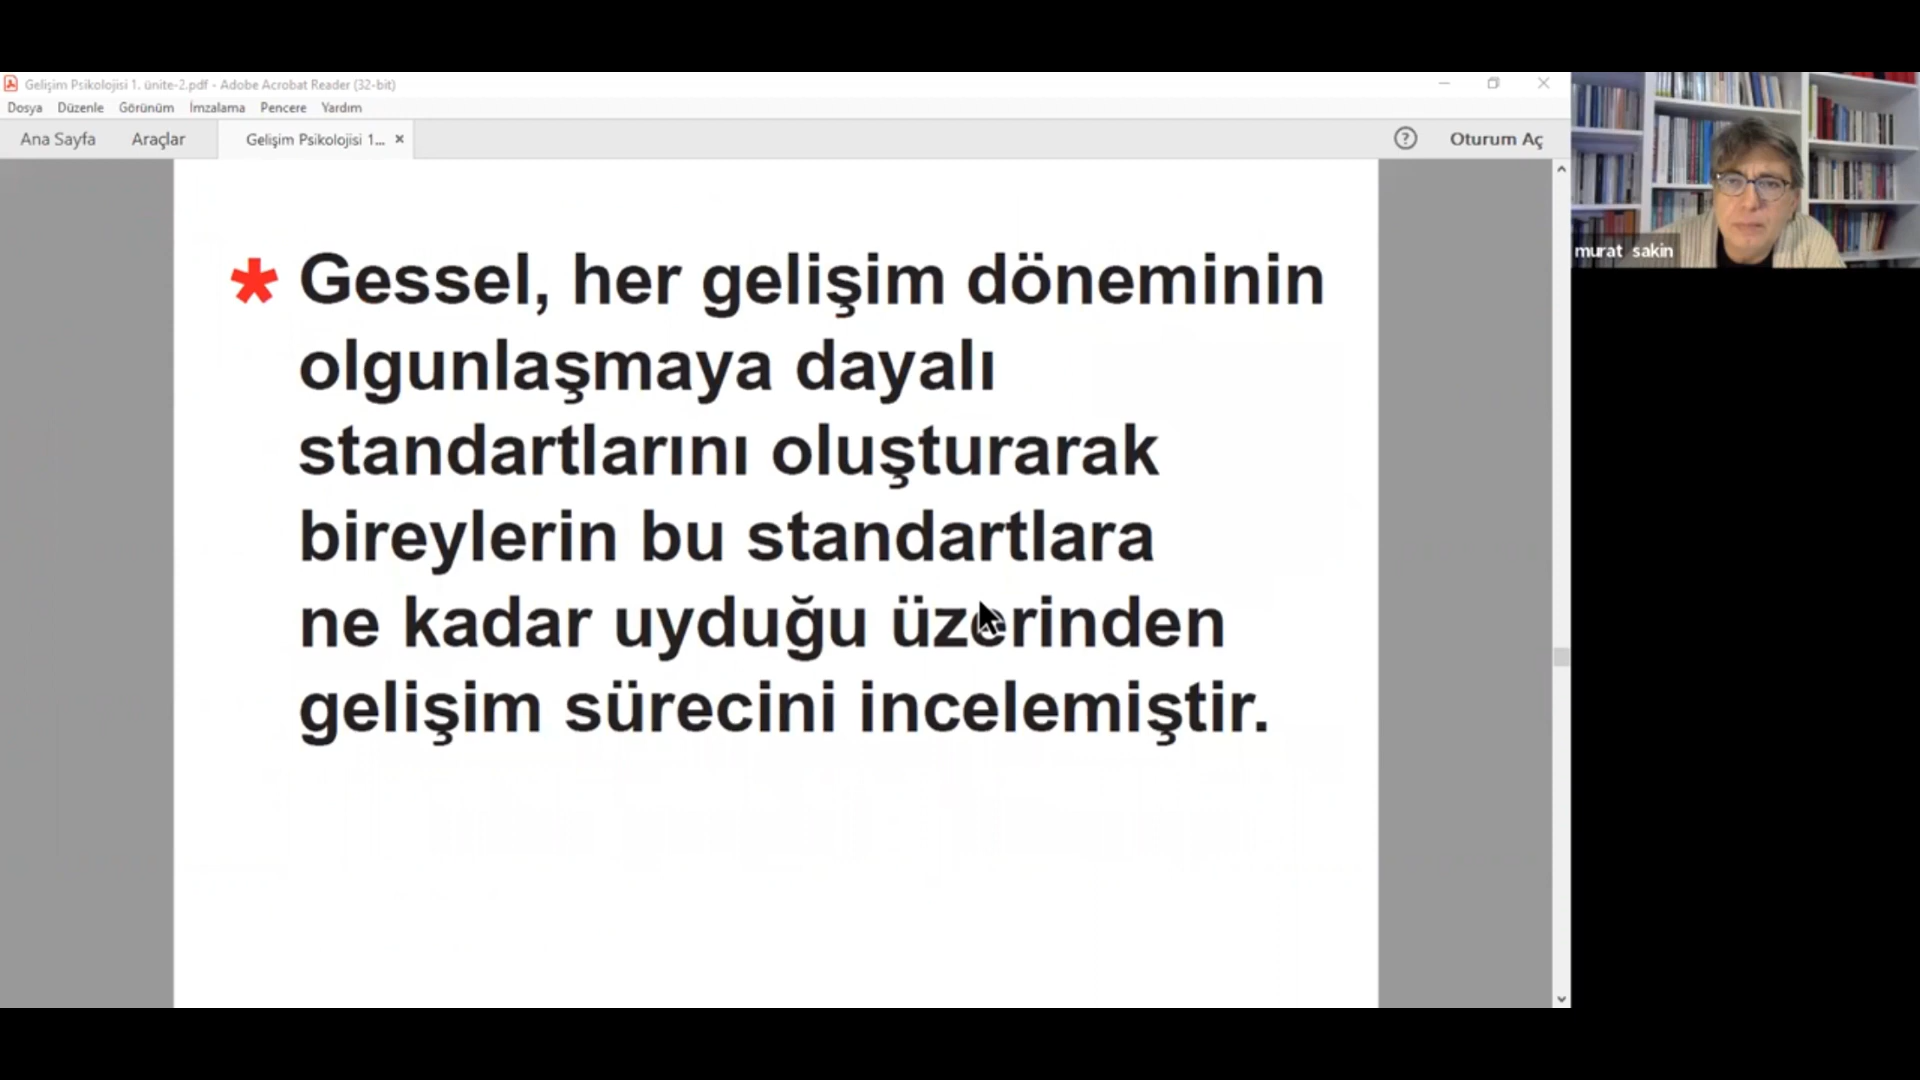 Gelişim Psikolojisi 1. ünite-2.pdf - Adobe Acrobat Reader (32-bit)
Dosya Düzenle Görünüm İmzalama Pencere Yardım
Ana Sayfa Araçlar Gelişim Psikolojisi 1... × ? Oturum Aç
* Gessel, her gelişim döneminin
olgunlaşmaya dayalı
standartlarını oluşturarak
bireylerin bu standartlara
ne kadar uyduğu üzerinden
gelişim sürecini incelemiştir.
murat sakin